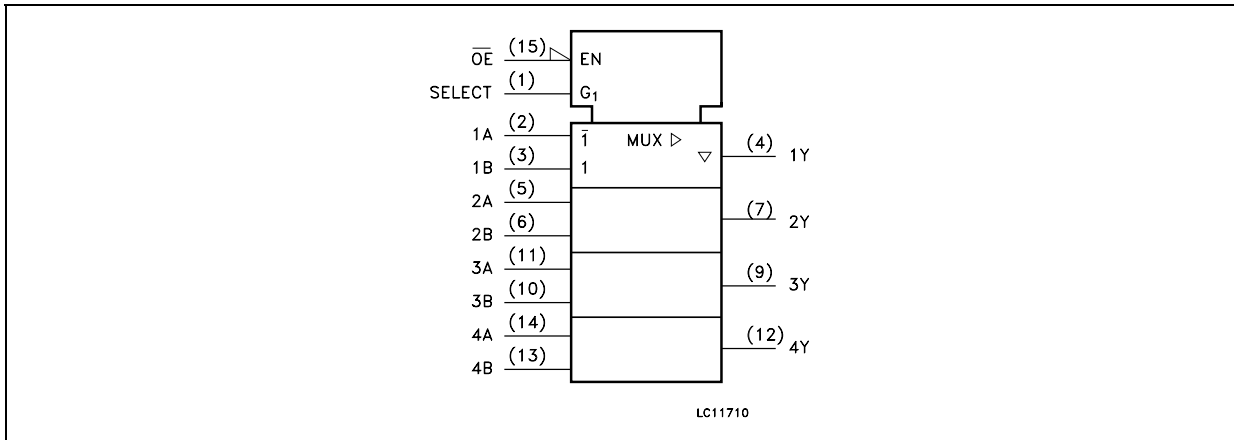 O̅E̅ (15) EN
SELECT (1) G1
1A (2) 1̅ MUX ▷ ▽ (4) 1Y
1B (3) 1
2A (5)
(7) 2Y
2B (6)
3A (11)
(9) 3Y
3B (10)
4A (14)
(12) 4Y
4B (13)
LC11710